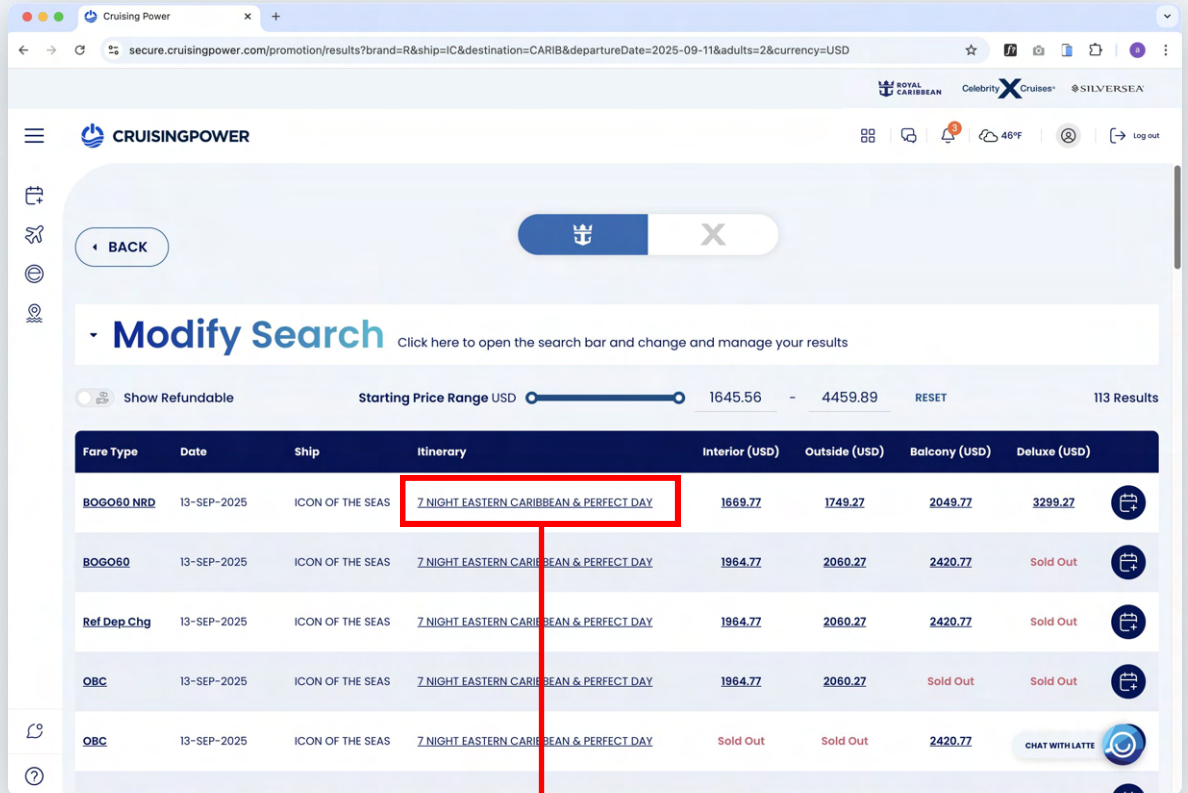 Cruising Power
secure.cruisingpower.com/promotion/results?brand=R&ship=IC&destination=CARIB&departureDate=2025-09-11&adults=2&currency=USD
ROYAL CARIBBEAN Celebrity X Cruises® SILVERSEA
CRUISINGPOWER 3 46°F Log out
BACK X
Modify Search Click here to open the search bar and change and manage your results
Show Refundable Starting Price Range USD 1645.56 - 4459.89 RESET 113 Results
Fare Type Date Ship Itinerary Interior (USD) Outside (USD) Balcony (USD) Deluxe (USD)
BOGO60 NRD 13-SEP-2025 ICON OF THE SEAS 7 NIGHT EASTERN CARIBBEAN & PERFECT DAY 1669.77 1749.27 2049.77 3299.27
BOGO60 13-SEP-2025 ICON OF THE SEAS 7 NIGHT EASTERN CARIBBEAN & PERFECT DAY 1964.77 2060.27 2420.77 Sold Out
Ref Dep Chg 13-SEP-2025 ICON OF THE SEAS 7 NIGHT EASTERN CARIBBEAN & PERFECT DAY 1964.77 2060.27 2420.77 Sold Out
OBC 13-SEP-2025 ICON OF THE SEAS 7 NIGHT EASTERN CARIBBEAN & PERFECT DAY 1964.77 2060.27 Sold Out Sold Out
OBC 13-SEP-2025 ICON OF THE SEAS 7 NIGHT EASTERN CARIBBEAN & PERFECT DAY Sold Out Sold Out 2420.77 CHAT WITH LATTE